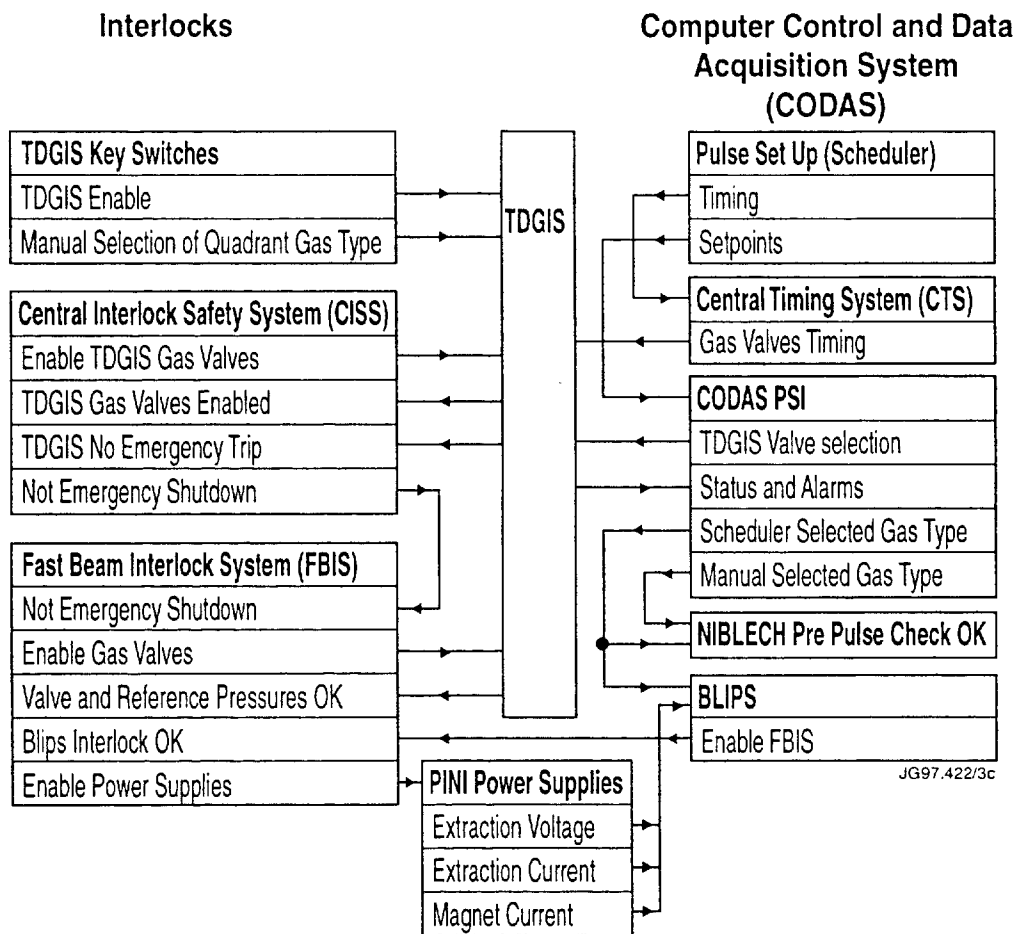 Interlocks
Computer Control and Data
Acquisition System
(CODAS)
TDGIS Key Switches
TDGIS Enable
Manual Selection of Quadrant Gas Type
Central Interlock Safety System (CISS)
Enable TDGIS Gas Valves
TDGIS Gas Valves Enabled
TDGIS No Emergency Trip
Not Emergency Shutdown
Fast Beam Interlock System (FBIS)
Not Emergency Shutdown
Enable Gas Valves
Valve and Reference Pressures OK
Blips Interlock OK
Enable Power Supplies
TDGIS
PINI Power Supplies
Extraction Voltage
Extraction Current
Magnet Current
Pulse Set Up (Scheduler)
Timing
Setpoints
Central Timing System (CTS)
Gas Valves Timing
CODAS PSI
TDGIS Valve selection
Status and Alarms
Scheduler Selected Gas Type
Manual Selected Gas Type
NIBLECH Pre Pulse Check OK
BLIPS
Enable FBIS
JG97.422/3c